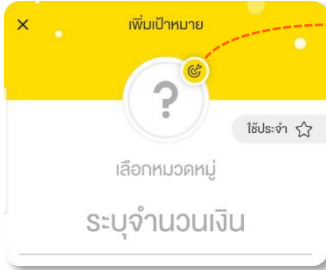 × เพิ่มเป้าหมาย
?
ใช้ประจำ
เลือกหมวดหมู่
ระบุจำนวนเงิน